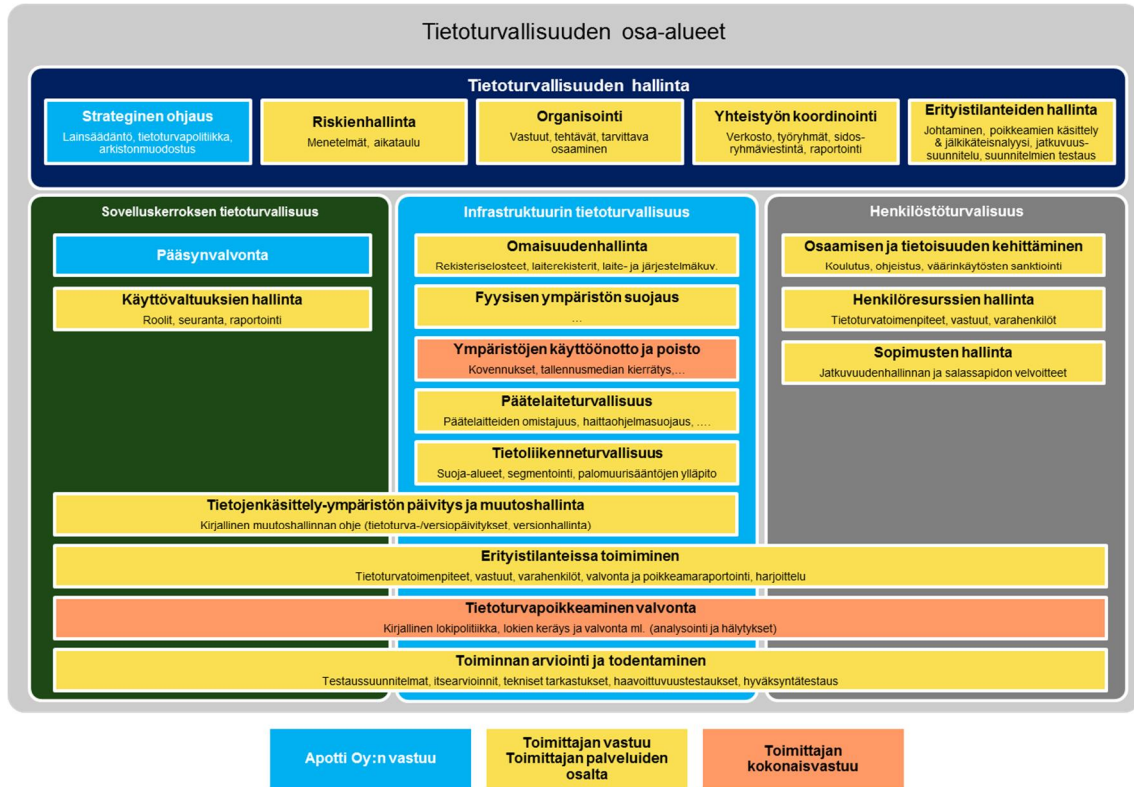 Tietoturvallisuuden osa-alueet
Tietoturvallisuuden hallinta
Strateginen ohjaus
Lainsäädäntö, tietoturvapolitiikka,
arkistonmuodostus
Riskienhallinta
Menetelmät, aikataulu
Organisointi
Vastuut, tehtävät, tarvittava
osaaminen
Yhteistyön koordinointi
Verkosto, työryhmät, sidos-
ryhmäviestintä, raportointi
Erityistilanteiden hallinta
Johtaminen, poikkeamien käsittely
& jälkikäteisnalyysi, jatkuvuus-
suunnitelu, suunnitelmien testaus
Sovelluskerroksen tietoturvallisuus
Pääsynvalvonta
Käyttövaltuuksien hallinta
Roolit, seuranta, raportointi
Infrastruktuurin tietoturvallisuus
Omaisuudenhallinta
Rekisteriselosteet, laiterekisterit, laite- ja järjestelmäkuv.
Fyysisen ympäristön suojaus
...
Ympäristöjen käyttöönotto ja poisto
Kovennukset, tallennusmedian kierrätys,...
Päätelaiteturvallisuus
Päätelaitteiden omistajuus, haittaohjelmasuojaus, ....
Tietoliikenneturvallisuus
Suoja-alueet, segmentointi, palomuurisääntöjen ylläpito
Henkilöstöturvalisuus
Osaamisen ja tietoisuuden kehittäminen
Koulutus, ohjeistus, väärinkäytösten sanktiointi
Henkilöresurssien hallinta
Tietoturvatoimenpiteet, vastuut, varahenkilöt
Sopimusten hallinta
Jatkuvuudenhallinnan ja salassapidon velvoitteet
Tietojenkäsittely-ympäristön päivitys ja muutoshallinta
Kirjallinen muutoshallinnan ohje (tietoturva-/versiopäivitykset, versionhallinta)
Erityistilanteissa toimiminen
Tietoturvatoimenpiteet, vastuut, varahenkilöt, valvonta ja poikkeamaraportointi, harjoittelu
Tietoturvapoikkeaminen valvonta
Kirjallinen lokipolitiikka, lokien keräys ja valvonta ml. (analysointi ja hälytykset)
Toiminnan arviointi ja todentaminen
Testaussuunnitelmat, itsearvioinnit, tekniset tarkastukset, haavoittuvuustestaukset, hyväksyntätestaus
Apotti Oy:n vastuu
Toimittajan vastuu
Toimittajan palveluiden
osalta
Toimittajan
kokonaisvastuu